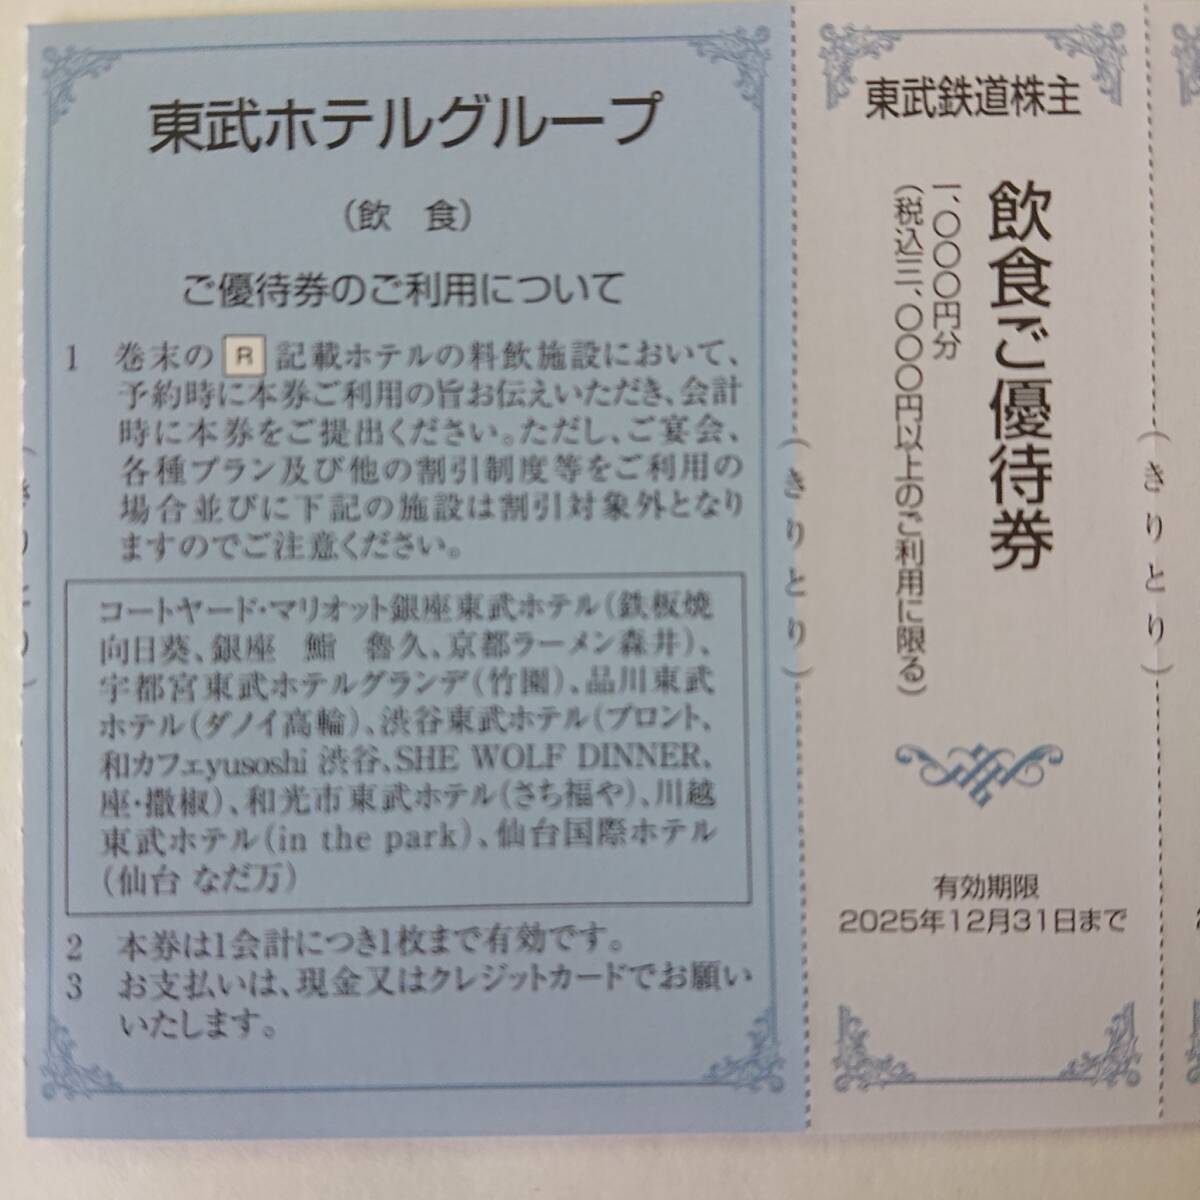 東武ホテルグループ
(飲 食)
ご優待券のご利用について
1 巻末の R 記載ホテルの料飲施設において、
予約時に本券ご利用の旨お伝えいただき、会計
時に本券をご提出ください。ただし、ご宴会、
各種プラン及び他の割引制度等をご利用の
場合並びに下記の施設は割引対象外となり
ますのでご注意ください。
コートヤード・マリオット銀座東武ホテル(鉄板焼
向日葵、銀座 鮨 魯久、京都ラーメン森井)、
宇都宮東武ホテルグランデ(竹園)、品川東武
ホテル(ダノイ高輪)、渋谷東武ホテル(プロント、
和カフェyusoshi 渋谷、SHE WOLF DINNER、
座・撒椒)、和光市東武ホテル(さち福や)、川越
東武ホテル(in the park)、仙台国際ホテル
(仙台 なだ万)
2 本券は1会計につき1枚まで有効です。
3 お支払いは、現金又はクレジットカードでお願い
いたします。
(きりとり)
東武鉄道株主
飲食ご優待券
一、〇〇〇円分
(税込三、〇〇〇円以上のご利用に限る)
有効期限
2025年12月31日まで
(きりとり)